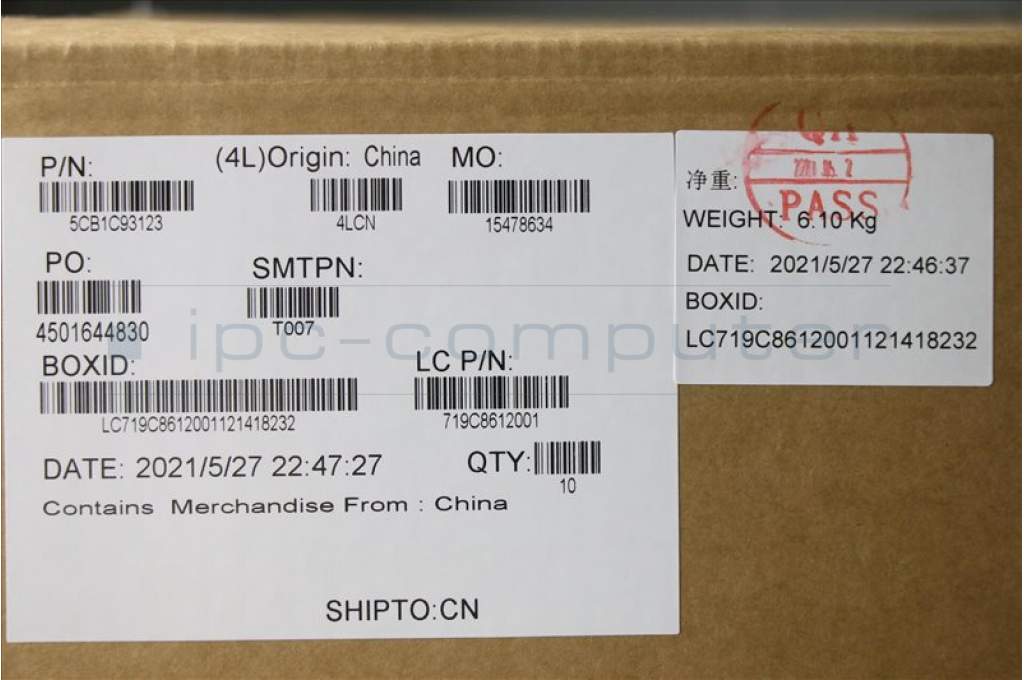 P/N:
5CB1C93123
(4L)Origin: China
4LCN
MO:
15478634
PO:
4501644830
SMTPN:
T007
BOXID:
LC719C8612001121418232
LC P/N:
719C8612001
DATE: 2021/5/27 22:47:27
QTY:
10
Contains Merchandise From : China
SHIPTO:CN
净重:
PASS
WEIGHT: 6.10 Kg
DATE: 2021/5/27 22:46:37
BOXID:
LC719C8612001121418232
ipc-computer